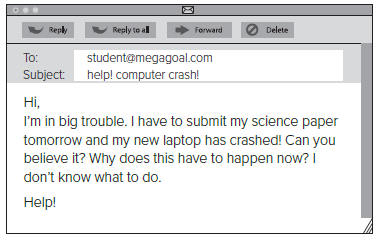 Reply Reply to all Forward Delete
To: student@megagoal.com
Subject: help! computer crash!
Hi,
I'm in big trouble. I have to submit my science paper
tomorrow and my new laptop has crashed! Can you
believe it? Why does this have to happen now? I
don't know what to do.
Help!